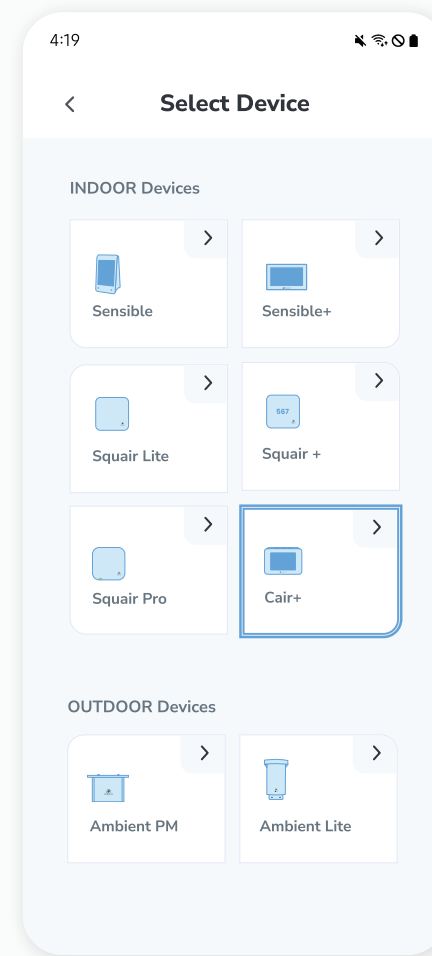 4:19
Select Device
INDOOR Devices
Sensible
Sensible+
Squair Lite
567
Squair +
Squair Pro
Cair+
OUTDOOR Devices
Ambient PM
Ambient Lite